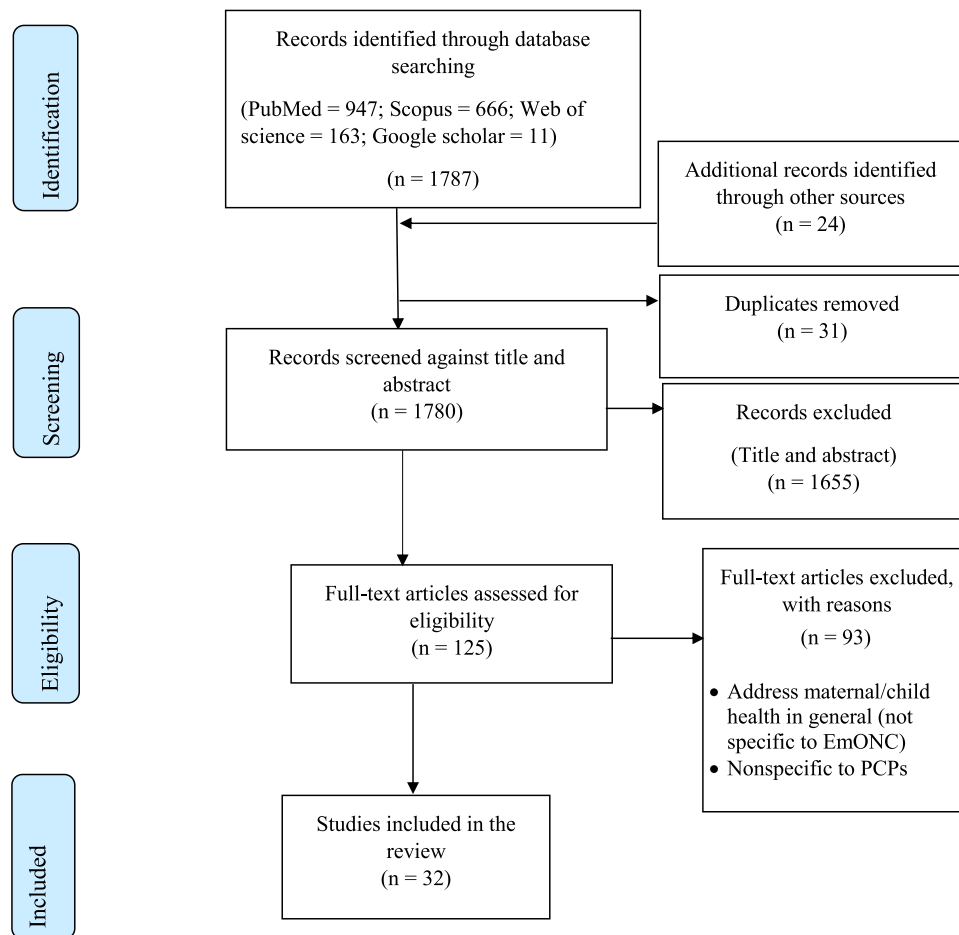 Identification
Records identified through database
searching
(PubMed = 947; Scopus = 666; Web of
science = 163; Google scholar = 11)
(n = 1787)
Additional records identified
through other sources
(n = 24)
Duplicates removed
(n = 31)
Screening
Records screened against title and
abstract
(n = 1780)
Records excluded
(Title and abstract)
(n = 1655)
Eligibility
Full-text articles assessed for
eligibility
(n = 125)
Full-text articles excluded,
with reasons
(n = 93)
• Address maternal/child
health in general (not
specific to EmONC)
• Nonspecific to PCPs
Included
Studies included in the
review
(n = 32)